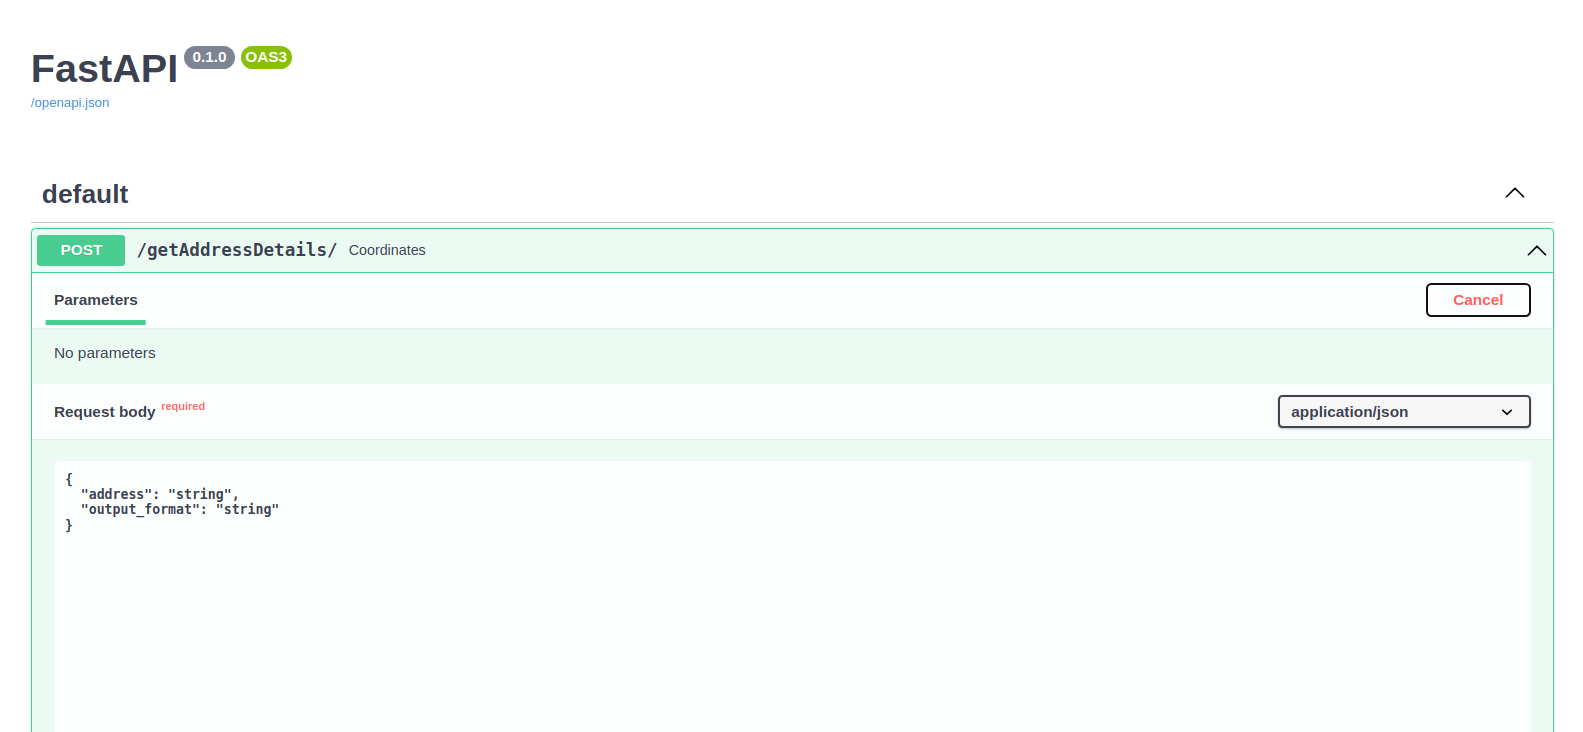 FastAPI 0.1.0 OAS3
/openapi.json
default
POST /getAddressDetails/ Coordinates
Parameters Cancel
No parameters
Request body required application/json
{
  "address": "string",
  "output_format": "string"
}